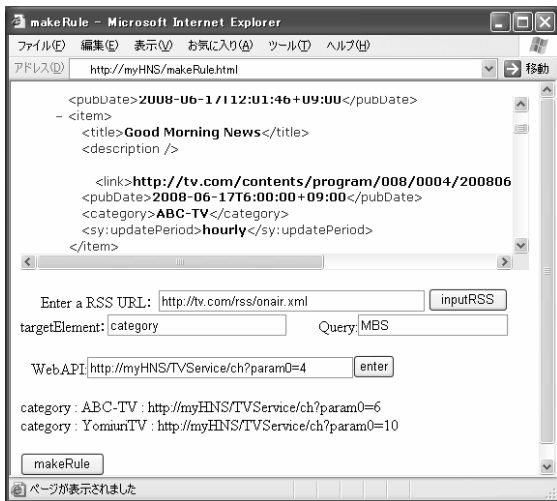 makeRule - Microsoft Internet Explorer
ファイル(F) 編集(E) 表示(V) お気に入り(A) ツール(T) ヘルプ(H)
アドレス(D) http://myHNS/makeRule.html 移動
<pubDate>2008-06-17T12:01:46+09:00</pubDate>
- <item>
<title>Good Morning News</title>
<description />
<link>http://tv.com/contents/program/008/0004/200806
<pubDate>2008-06-17T6:00:00+09:00</pubDate>
<category>ABC-TV</category>
<sy:updatePeriod>hourly</sy:updatePeriod>
</item>
Enter a RSS URL: http://tv.com/rss/onair.xml inputRSS
targetElement: category Query: MBS
WebAPI: http://myHNS/TVService/ch?param0=4 enter
category : ABC-TV : http://myHNS/TVService/ch?param0=6
category : YomiuriTV : http://myHNS/TVService/ch?param0=10
makeRule
ページが表示されました